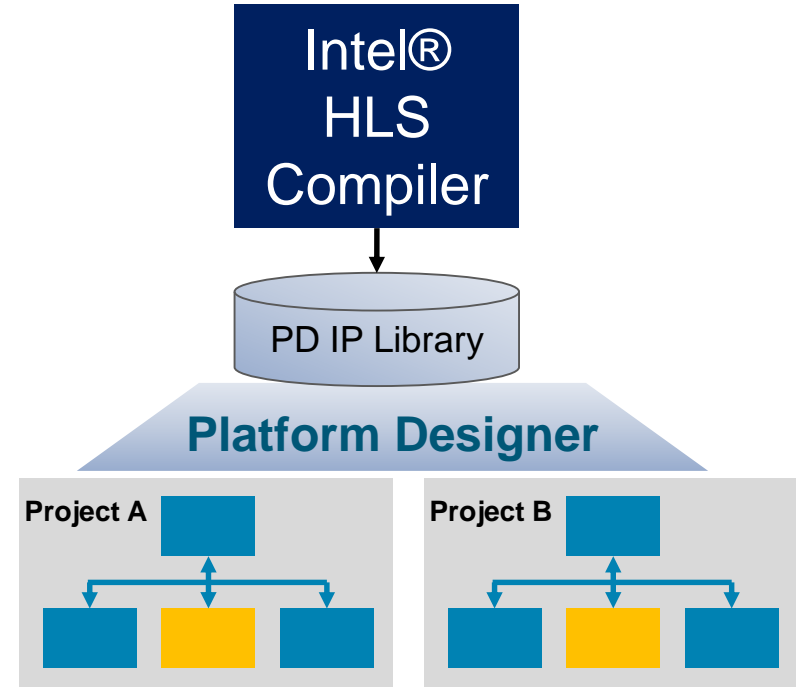 Intel®
HLS
Compiler
PD IP Library
Platform Designer
Project A
Project B